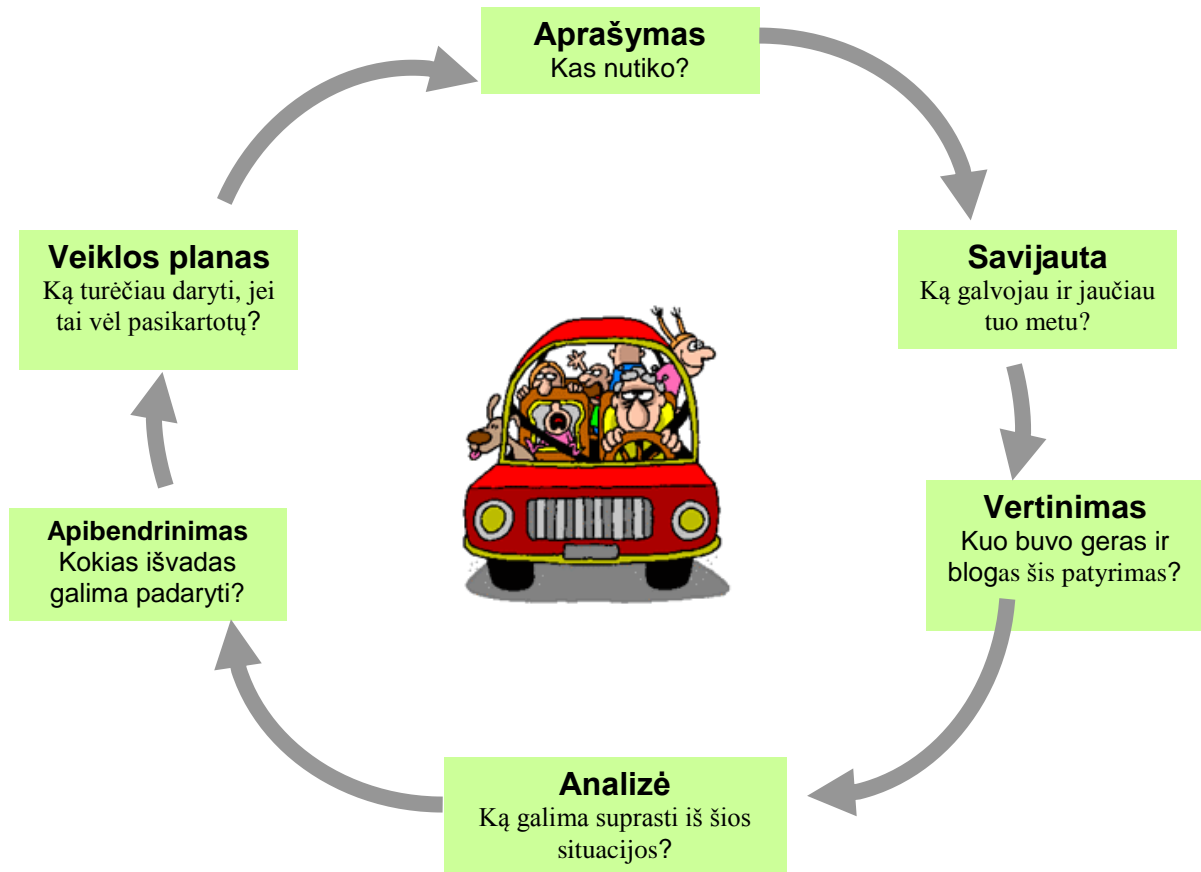 Aprašymas
Kas nutiko?
Savijauta
Ką galvojau ir jaučiau
tuo metu?
Vertinimas
Kuo buvo geras ir
blogas šis patyrimas?
Analizė
Ką galima suprasti iš šios
situacijos?
Apibendrinimas
Kokias išvadas
galima padaryti?
Veiklos planas
Ką turėčiau daryti, jei
tai vėl pasikartotų?